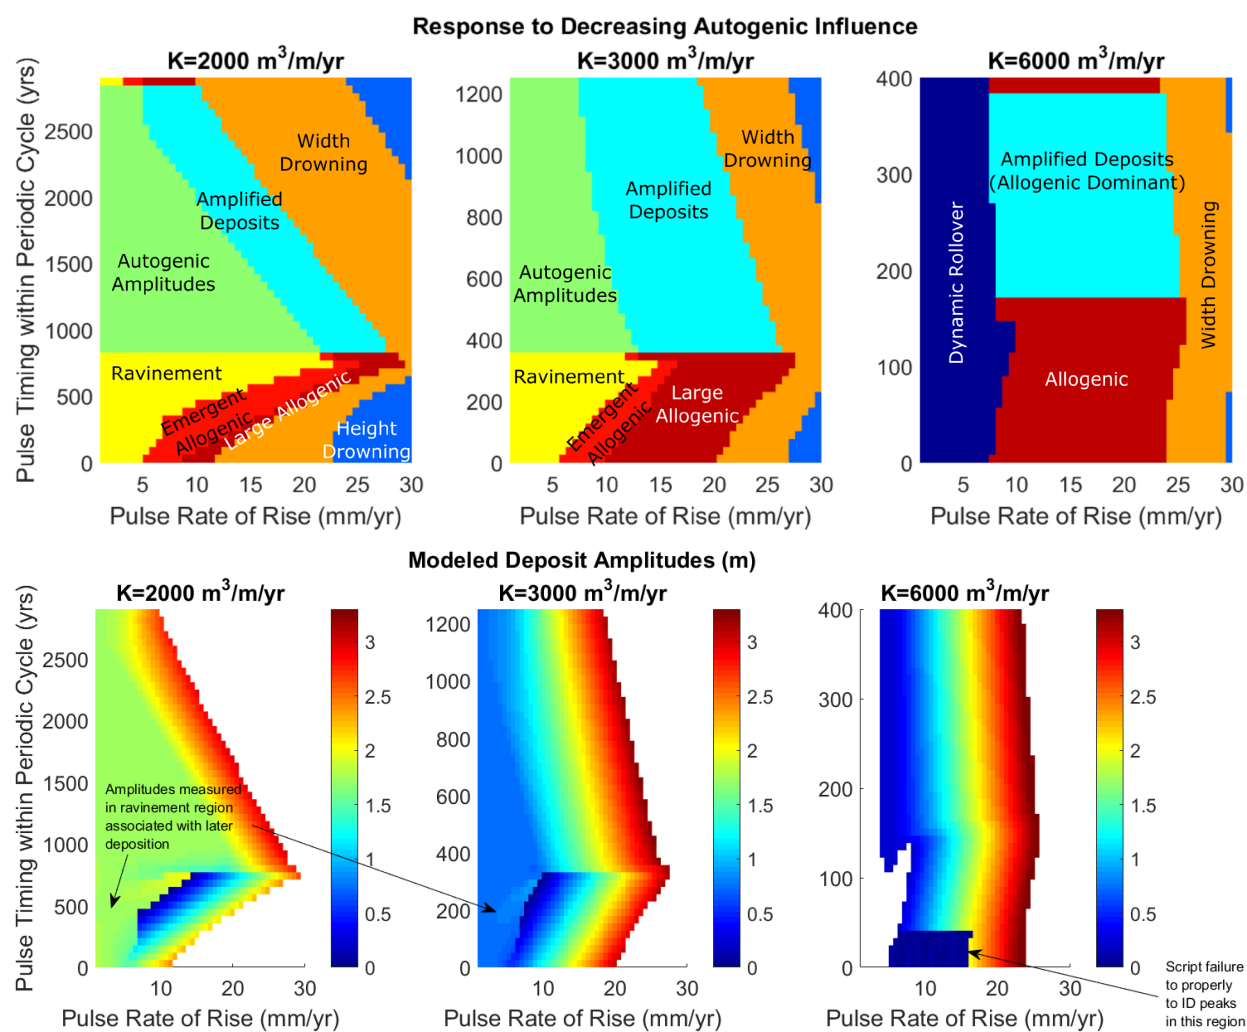 Response to Decreasing Autogenic Influence
K=2000 m³/m/yr
K=3000 m³/m/yr
K=6000 m³/m/yr
Pulse Timing within Periodic Cycle (yrs)
2500
2000
1500
1000
500
0
Width
Drowning
Amplified
Deposits
Autogenic
Amplitudes
Ravinement
Emergent
Allogenic
Large Allogenic
Height
Drowning
5 10 15 20 25 30
Pulse Rate of Rise (mm/yr)
1200
1000
800
600
400
200
0
Width
Drowning
Amplified
Deposits
Autogenic
Amplitudes
Ravinement
Emergent
Allogenic
Large
Allogenic
5 10 15 20 25 30
Pulse Rate of Rise (mm/yr)
400
300
200
100
0
Amplified Deposits
(Allogenic Dominant)
Dynamic Rollover
Width Drowning
Allogenic
5 10 15 20 25 30
Pulse Rate of Rise (mm/yr)
Modeled Deposit Amplitudes (m)
K=2000 m³/m/yr
K=3000 m³/m/yr
K=6000 m³/m/yr
Pulse Timing within Periodic Cycle (yrs)
2500
2000
1500
1000
500
0
Amplitudes measured
in ravinement region
associated with later
deposition
10 20 30
Pulse Rate of Rise (mm/yr)
3
2.5
2
1.5
1
0.5
0
1200
1000
800
600
400
200
0
10 20 30
Pulse Rate of Rise (mm/yr)
3
2.5
2
1.5
1
0.5
0
400
300
200
100
0
10 20 30
Pulse Rate of Rise (mm/yr)
3
2.5
2
1.5
1
0.5
0
Script failure
to properly
to ID peaks
in this region